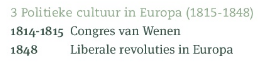 3 Politieke cultuur in Europa (1815-1848)
1814-1815 Congres van Wenen
1848 Liberale revoluties in Europa